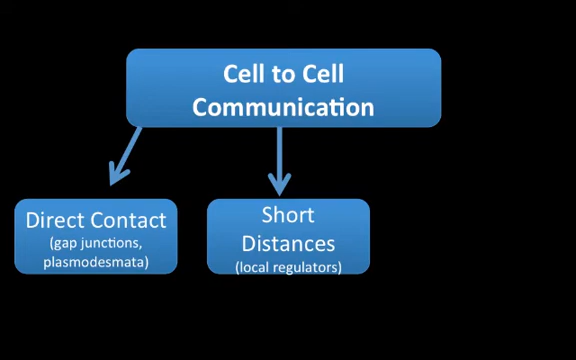 Cell to Cell
Communication
Direct Contact
(gap junctions,
plasmodesmata)
Short
Distances
(local regulators)